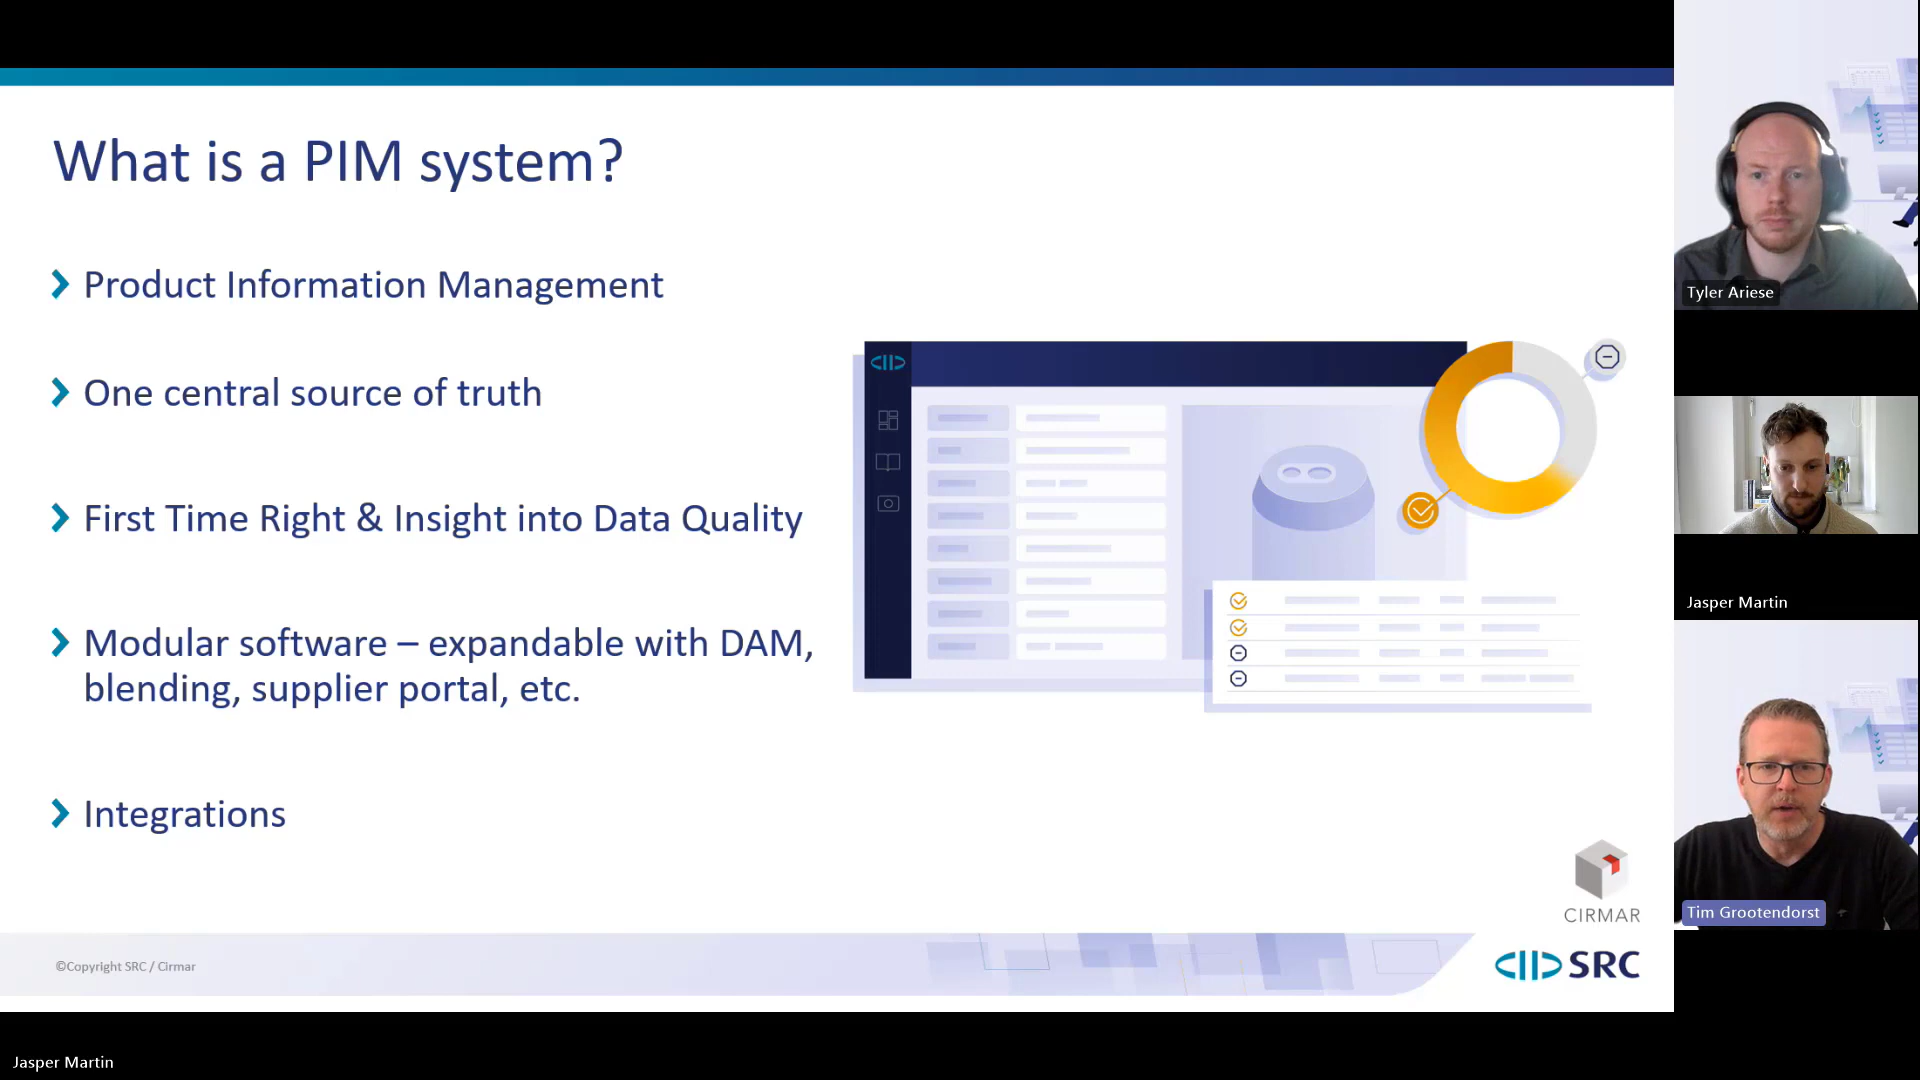 What is a PIM system?
Product Information Management
One central source of truth
First Time Right & Insight into Data Quality
Modular software – expandable with DAM,
blending, supplier portal, etc.
Integrations
CIRMAR
©Copyright SRC / Cirmar
SRC
Tyler Ariese
Jasper Martin
Tim Grootendorst
Jasper Martin